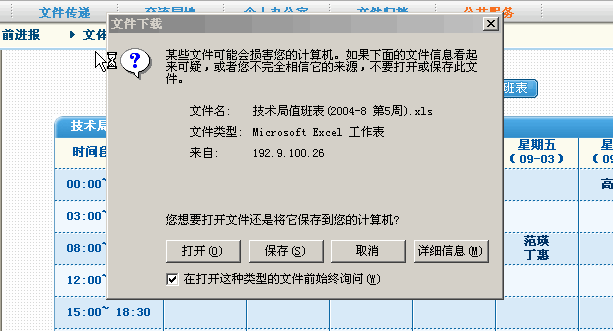 文件传递
文件下载
前进报
某些文件可能会损害您的计算机。如果下面的文件信息看起
来可疑，或者您不完全相信它的来源，不要打开或保存此文
件。
班表
文件名: 技术局值班表(2004-8 第5周).xls
技术局
文件类型: Microsoft Excel 工作表
星期五
时间段
来自: 192.9.100.26
(09-03)
00:00~
03:00~
您想要打开文件还是将它保存到您的计算机?
08:00~
范瑛
丁惠
打开(O) 保存(S) 取消 详细信息(M)
12:00~
在打开这种类型的文件前始终询问(W)
15:00~ 18:30